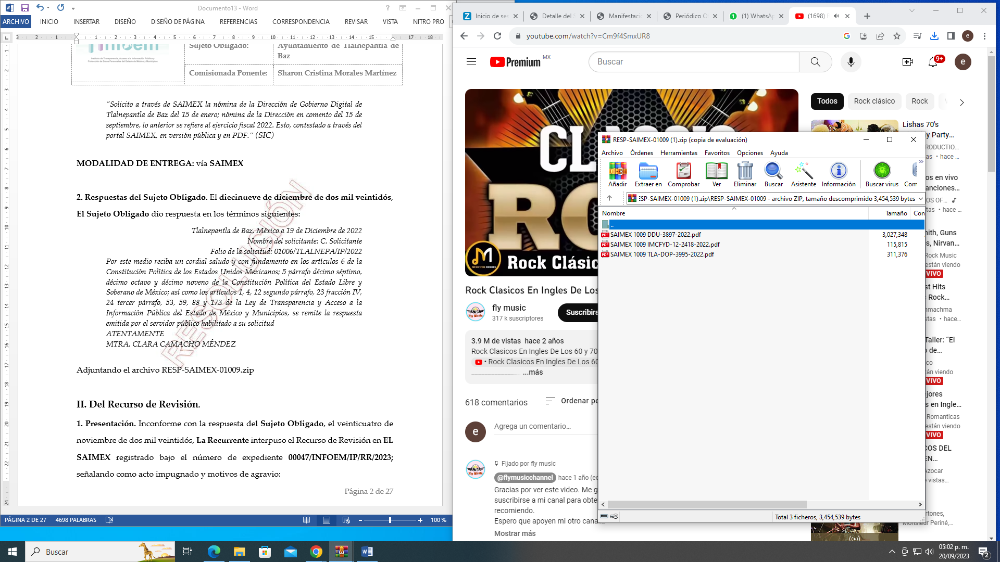 Documento13 - Word
ARCHIVO INICIO INSERTAR DISEÑO DISEÑO DE PÁGINA REFERENCIAS CORRESPONDENCIA REVISAR VISTA NITRO PRO
Instituto de Transparencia, Acceso a la Información Pública y
Protección de Datos Personales del Estado de México y Municipios
Sujeto Obligado: Ayuntamiento de Tlalnepantla de
Baz
Comisionada Ponente: Sharon Cristina Morales Martínez
“Solicito a través de SAIMEX la nómina de la Dirección de Gobierno Digital de
Tlalnepantla de Baz del 15 de enero; nómina de la Dirección en comento del 15 de
septiembre, lo anterior se refiere al ejercicio fiscal 2022. Esto, contestado a través del
portal SAIMEX, en versión pública y en PDF.” (SIC)
MODALIDAD DE ENTREGA: vía SAIMEX
2. Respuestas del Sujeto Obligado. El diecinueve de diciembre de dos mil veintidós,
El Sujeto Obligado dio respuesta en los términos siguientes:
Tlalnepantla de Baz, México a 19 de Diciembre de 2022
Nombre del solicitante: C. Solicitante
Folio de la solicitud: 01006/TLALNEPA/IP/2022
Por este medio reciba un cordial saludo y con fundamento en los artículos 6 de la
Constitución Política de los Estados Unidos Mexicanos; 5 párrafo décimo séptimo,
décimo octavo y décimo noveno de la Constitución Política del Estado Libre y
Soberano de México; así como los artículos 1, 4, 12 segundo párrafo, 23 fracción IV,
24 tercer párrafo, 53, 59, 88 y 173 de la Ley de Transparencia y Acceso a la
Información Pública del Estado de México y Municipios, se remite la respuesta
emitida por el servidor público habilitado a su solicitud
ATENTAMENTE
MTRA. CLARA CAMACHO MÉNDEZ
RESOLUCIÓN
Adjuntando el archivo RESP-SAIMEX-01009.zip
II. Del Recurso de Revisión.
1. Presentación. Inconforme con la respuesta del Sujeto Obligado, el veinticuatro de
noviembre de dos mil veintidós, La Recurrente interpuso el Recurso de Revisión en EL
SAIMEX registrado bajo el número de expediente 00047/INFOEM/IP/RR/2023;
señalando como acto impugnado y motivos de agravio:
Página 2 de 27
PÁGINA 2 DE 27 4698 PALABRAS 100 %
Inicio de ses Detalle del S Manifestaci Periódico O (1) WhatsAp (1698)
youtube.com/watch?v=Cm9f4SmxUR8
Premium MX Buscar 9+ e
CLASSIC
ROC
MUSIC FOR MEMORY
Rock Clásic
Rock Clasicos En Ingles De Los
fly music
317 k suscriptores
Suscribirs
3.9 M de vistas hace 2 años
Rock Clasicos En Ingles De Los 60 y 70
• Rock Clasicos En Ingles De Los 60
...más
618 comentarios Ordenar po
Agrega un comentario...
Fijado por fly music
@flymusicchannel hace 1 año (ed
Gracias por ver este video. Me g
suscribirse a mi canal para obte
recomiendo.
Espero que apoyen mi otro cana...
Mostrar más
Todos Rock clásico Rock
Lishas 70's
Party...
RODUCTIO...
as • hace ...
os en vivo
anciones...
OS OF...
tas • hace ...
ith, Guns
s, Nirvan...
Rock Music
están viendo
VIVO
st Hits
Rock...
nmachma
stas • hace...
Taller: “El
o de...
co
tán viendo
VIVO
jores
s en Ingle...
Romanticas
están viendo
VIVO
COS DEL
EN...
Azocar
vistas...
rtones,
Monsieur Periné,...
RESP-SAIMEX-01009 (1).zip (copia de evaluación)
Archivo Órdenes Herramientas Favoritos Opciones Ayuda
Añadir Extraer en Comprobar Ver Eliminar Buscar Asistente Información Buscar virus Com
SP-SAIMEX-01009 (1).zip\RESP-SAIMEX-01009 - archivo ZIP, tamaño descomprimido 3,454,539 bytes
Nombre Tamaño Con
..
SAIMEX 1009 DDU-3897-2022.pdf 3,027,348
SAIMEX 1009 IMCFYD-12-2418-2022.pdf 115,815
SAIMEX 1009 TLA-DOP-3995-2022.pdf 311,376
Total 3 ficheros, 3,454,539 bytes
Buscar
05:02 p. m.
20/09/2023
2